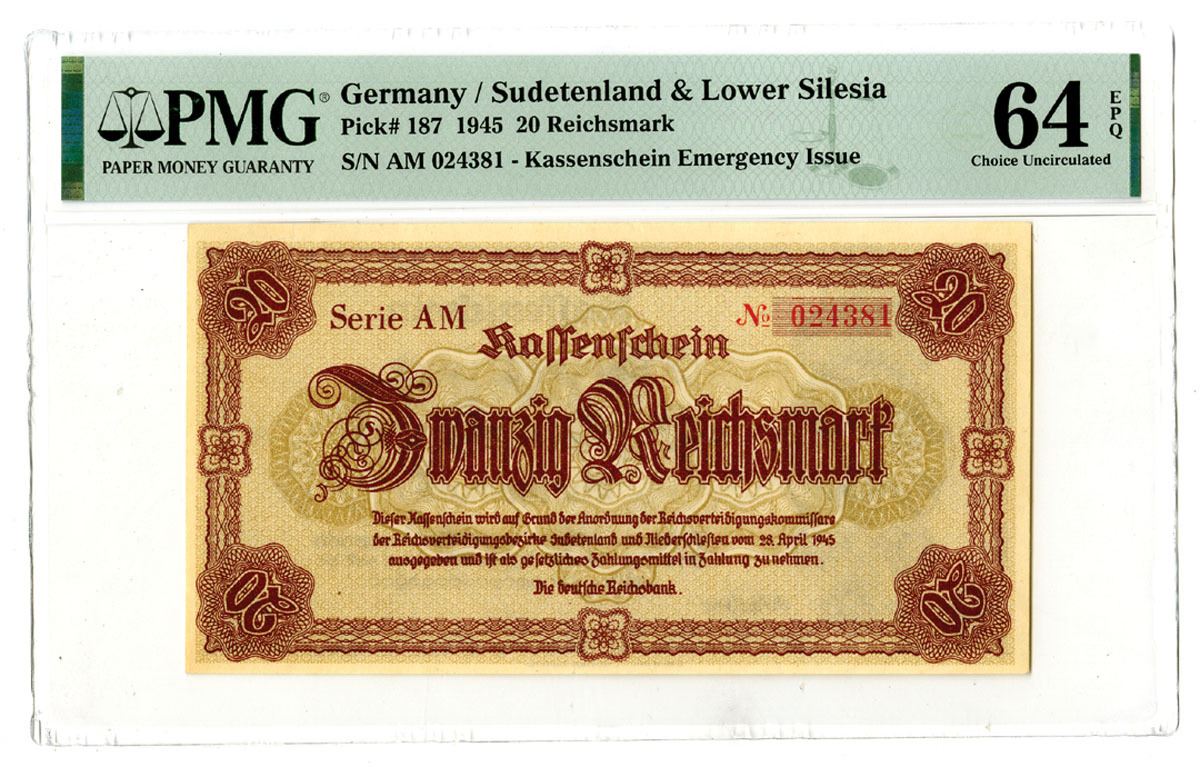 PMG®
PAPER MONEY GUARANTY
Germany / Sudetenland & Lower Silesia
Pick# 187 1945 20 Reichsmark
S/N AM 024381 - Kassenschein Emergency Issue
64
EPQ
Choice Uncirculated
20
20
Serie AM
No 024381
Kassenschein
Zwanzig Reichsmark
Dieser Kassenschein wird auf Grund der Anordnung der Reichsverteidigungskommissare
der Reichsverteidigungsbezirke Sudetenland und Niederschlesien vom 28. April 1945
ausgegeben und ist als gesetzliches Zahlungsmittel in Zahlung zu nehmen.
Die deutsche Reichsbank.
20
20